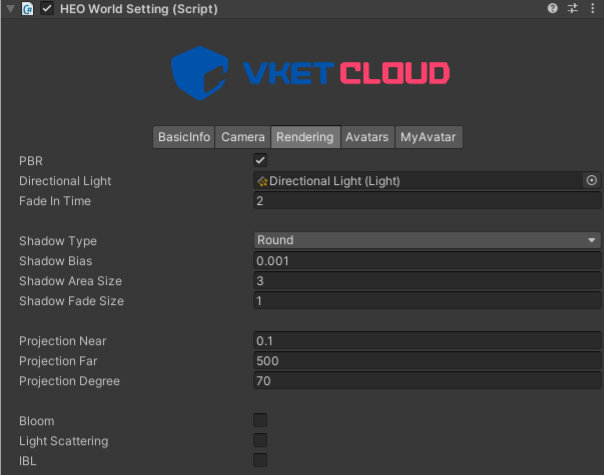 HEO World Setting (Script)
VKET CLOUD
BasicInfo Camera Rendering Avatars MyAvatar
PBR
Directional Light Directional Light (Light)
Fade In Time 2
Shadow Type Round
Shadow Bias 0.001
Shadow Area Size 3
Shadow Fade Size 1
Projection Near 0.1
Projection Far 500
Projection Degree 70
Bloom
Light Scattering
IBL